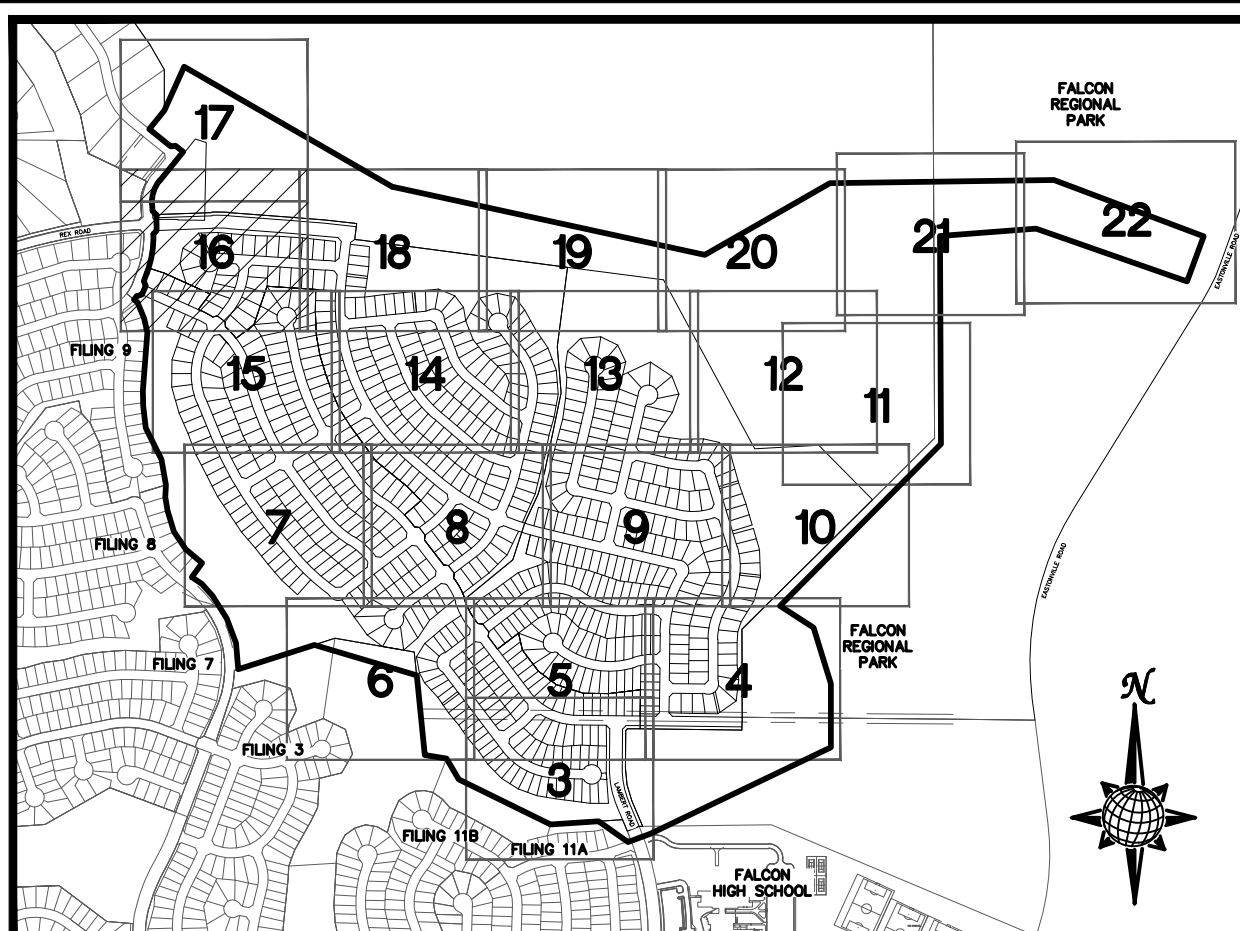 FALCON
REGIONAL
PARK
17
22
REX ROAD
21
16
18
19
20
EASTONVILLE ROAD
FILING 9
15
14
13
12
11
7
8
9
10
FILING 8
EASTONVILLE ROAD
FALCON
REGIONAL
PARK
FILING 7
6
5
4
N
FILING 3
3
LAMBERT ROAD
FILING 11B
FILING 11A
FALCON
HIGH SCHOOL